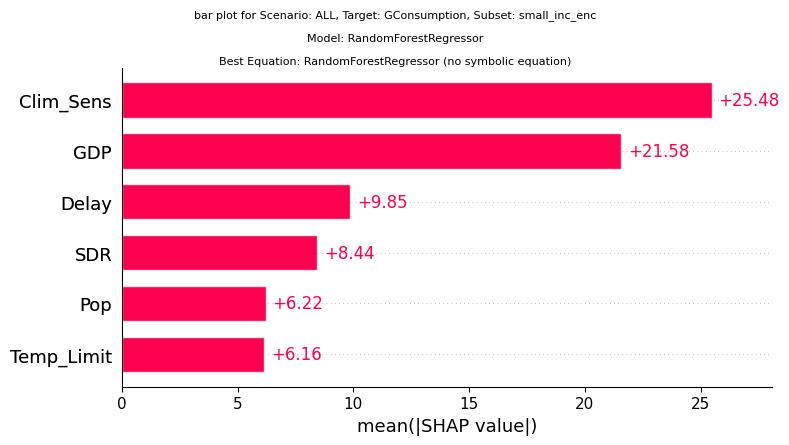 bar plot for Scenario: ALL, Target: GConsumption, Subset: small_inc_enc
Model: RandomForestRegressor
Best Equation: RandomForestRegressor (no symbolic equation)
Clim_Sens +25.48
GDP +21.58
Delay +9.85
SDR +8.44
Pop +6.22
Temp_Limit +6.16
0 5 10 15 20 25
mean(|SHAP value|)